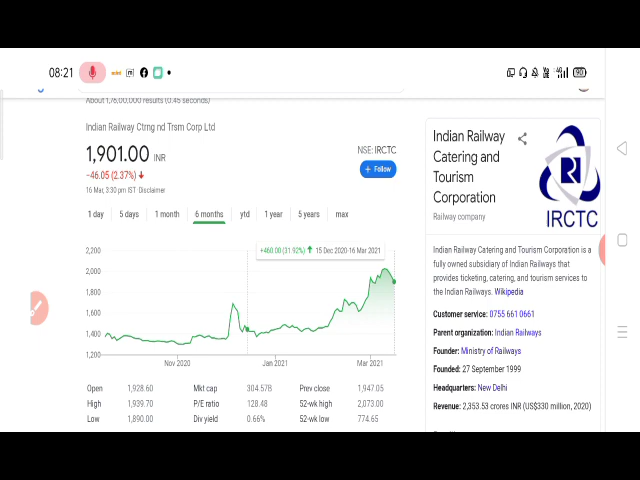 08:21
90
About 1,76,00,000 results (0.45 seconds)
Indian Railway Ctrng nd Trsm Corp Ltd
1,901.00 INR
NSE: IRCTC
−46.05 (2.37%)
+ Follow
16 Mar, 3:30 pm IST Disclaimer
1 day 5 days 1 month 6 months ytd 1 year 5 years max
+460.00 (31.92%) 15 Dec 2020-16 Mar 2021
2,200
2,000
1,800
1,600
1,400
1,200
Nov 2020 Jan 2021 Mar 2021
Open 1,928.60 Mkt cap 304.57B Prev close 1,947.05
High 1,939.70 P/E ratio 128.48 52-wk high 2,073.00
Low 1,890.00 Div yield 0.66% 52-wk low 774.65
Indian Railway
Catering and
Tourism
Corporation
Railway company
IRCTC
Indian Railway Catering and Tourism Corporation is a
fully owned subsidiary of Indian Railways that
provides ticketing, catering, and tourism services to
the Indian Railways. Wikipedia
Customer service: 0755 661 0661
Parent organization: Indian Railways
Founder: Ministry of Railways
Founded: 27 September 1999
Headquarters: New Delhi
Revenue: 2,353.53 crores INR (US$330 million, 2020)